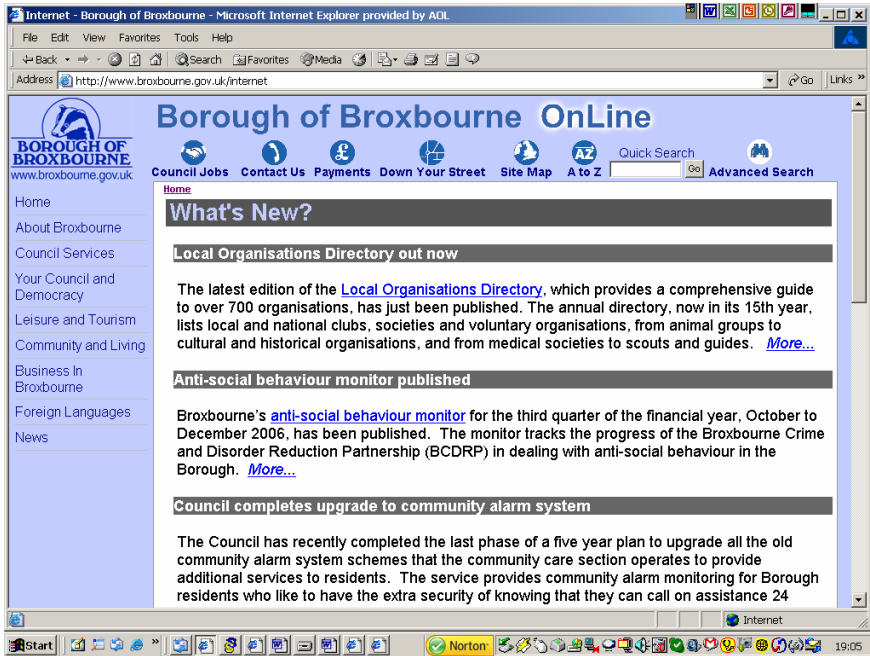 Internet - Borough of Broxbourne - Microsoft Internet Explorer provided by AOL
File Edit View Favorites Tools Help
Back Search Favorites Media
Address http://www.broxbourne.gov.uk/internet Go Links »
BOROUGH OF
BROXBOURNE
www.broxbourne.gov.uk
Borough of Broxbourne OnLine
Quick Search
Council Jobs Contact Us Payments Down Your Street Site Map A to Z Go Advanced Search
AZ
Home
About Broxbourne
Council Services
Your Council and
Democracy
Leisure and Tourism
Community and Living
Business In
Broxbourne
Foreign Languages
News
Home
What's New?
Local Organisations Directory out now
The latest edition of the Local Organisations Directory, which provides a comprehensive guide
to over 700 organisations, has just been published. The annual directory, now in its 15th year,
lists local and national clubs, societies and voluntary organisations, from animal groups to
cultural and historical organisations, and from medical societies to scouts and guides. More...
Anti-social behaviour monitor published
Broxbourne's anti-social behaviour monitor for the third quarter of the financial year, October to
December 2006, has been published. The monitor tracks the progress of the Broxbourne Crime
and Disorder Reduction Partnership (BCDRP) in dealing with anti-social behaviour in the
Borough. More...
Council completes upgrade to community alarm system
The Council has recently completed the last phase of a five year plan to upgrade all the old
community alarm system schemes that the community care section operates to provide
additional services to residents. The service provides community alarm monitoring for Borough
residents who like to have the extra security of knowing that they can call on assistance 24
Internet
Start » Norton 19:05